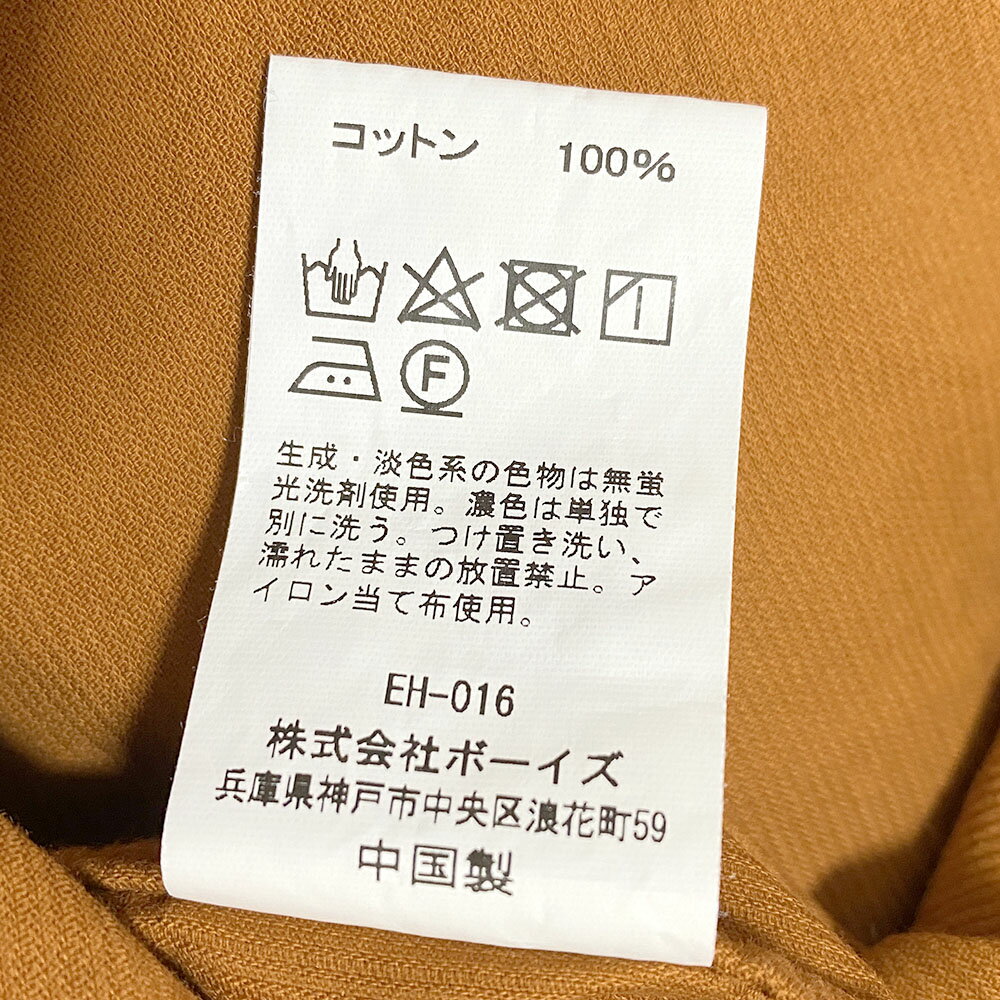 コットン 100%
F
生成・淡色系の色物は無蛍
光洗剤使用。濃色は単独で
別に洗う。つけ置き洗い、
濡れたままの放置禁止。ア
イロン当て布使用。
EH-016
株式会社ボーイズ
兵庫県神戸市中央区浪花町59
中国製